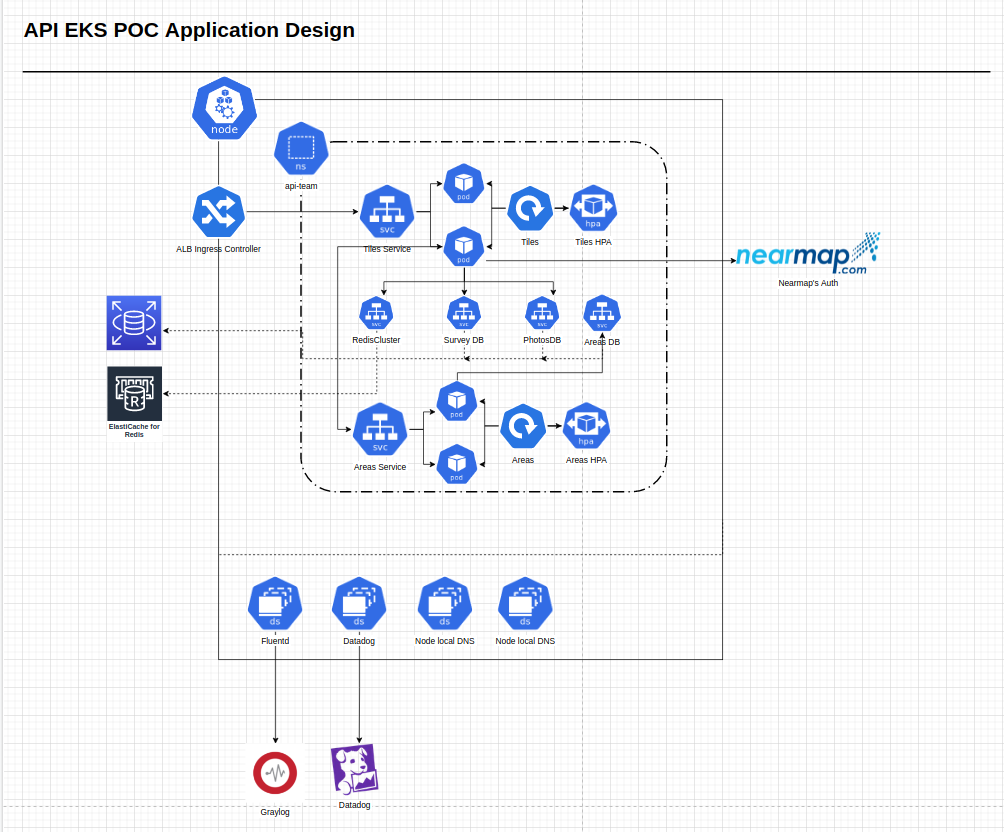 API EKS POC Application Design
node
ns
api-team
pod
svc
hpa
ALB Ingress Controller
Tiles Service
pod
Tiles
Tiles HPA
nearmap
.com
Nearmap's Auth
svc
svc
svc
svc
RedisCluster
Survey DB
PhotosDB
Areas DB
R
ElastiCache for
Redis
pod
svc
hpa
Areas Service
pod
Areas
Areas HPA
ds
ds
ds
ds
Fluentd
Datadog
Node local DNS
Node local DNS
Graylog
Datadog